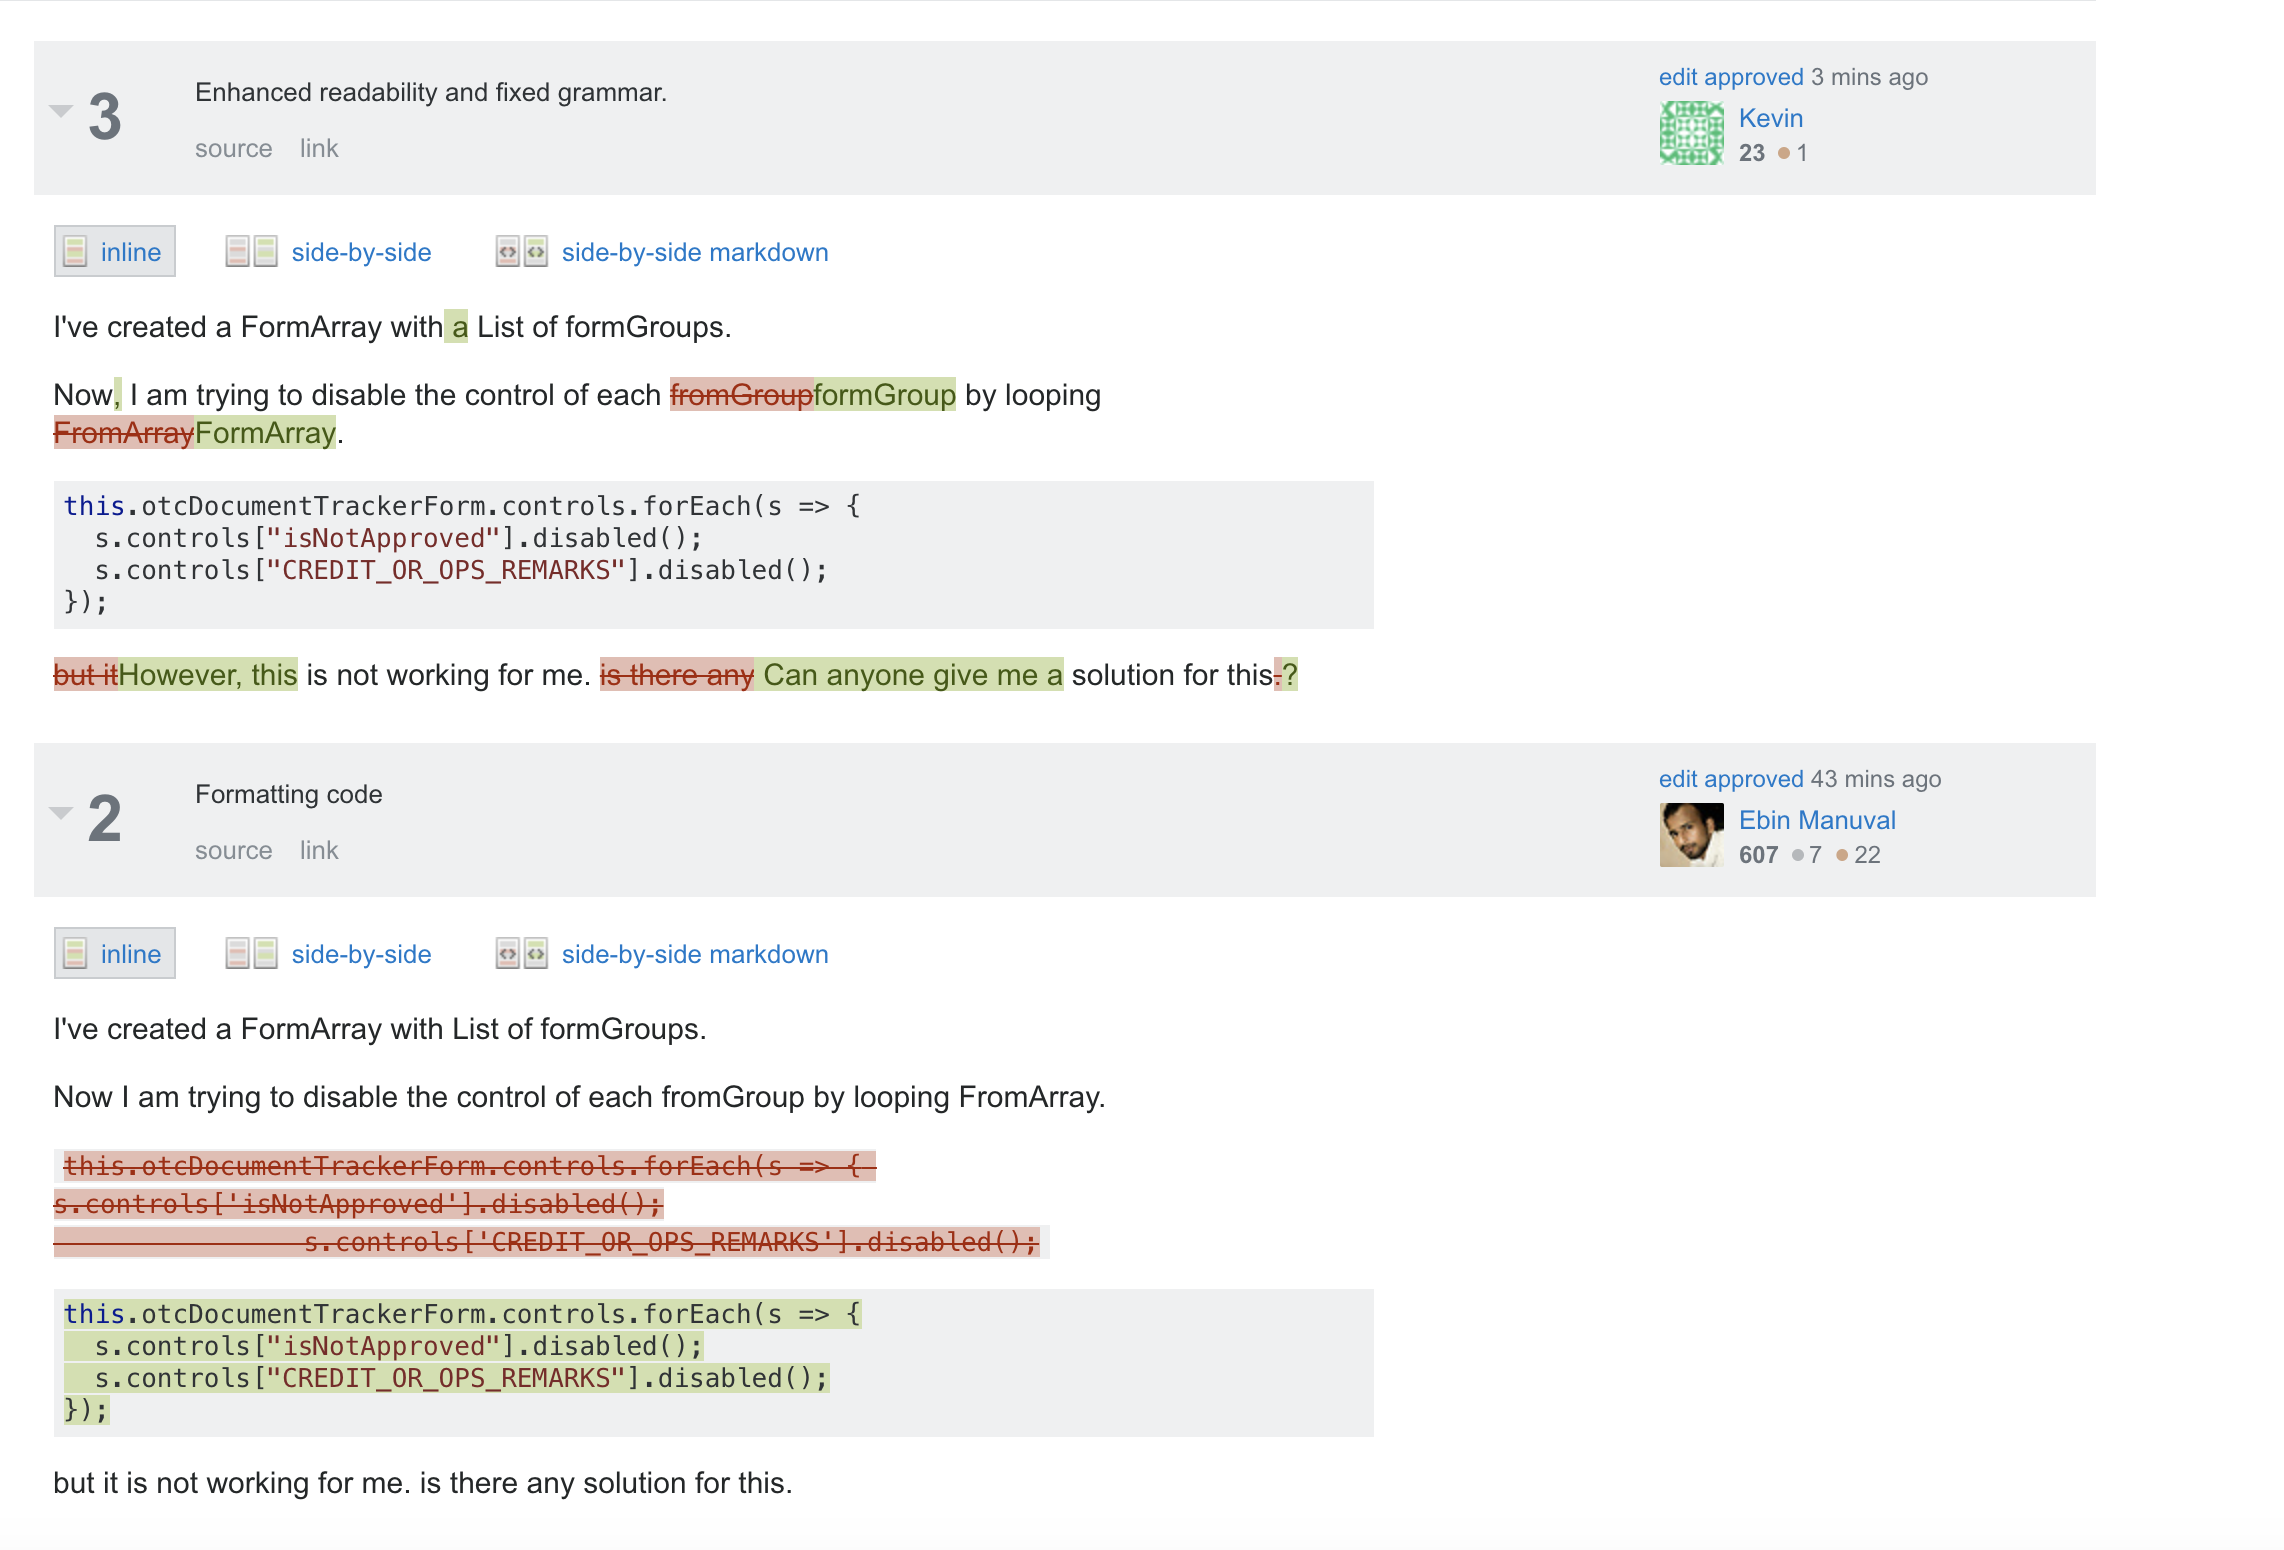 3
Enhanced readability and fixed grammar.
source link
edit approved 3 mins ago
Kevin
23 1
inline side-by-side side-by-side markdown
I've created a FormArray with a List of formGroups.
Now, I am trying to disable the control of each fromGroupformGroup by looping
FromArrayFormArray.
this.otcDocumentTrackerForm.controls.forEach(s => {
  s.controls["isNotApproved"].disabled();
  s.controls["CREDIT_OR_OPS_REMARKS"].disabled();
});
but itHowever, this is not working for me. is there any Can anyone give me a solution for this.?
2
Formatting code
source link
edit approved 43 mins ago
Ebin Manuval
607 7 22
inline side-by-side side-by-side markdown
I've created a FormArray with List of formGroups.
Now I am trying to disable the control of each fromGroup by looping FromArray.
this.otcDocumentTrackerForm.controls.forEach(s => {
s.controls['isNotApproved'].disabled();
s.controls['CREDIT_OR_OPS_REMARKS'].disabled();
this.otcDocumentTrackerForm.controls.forEach(s => {
  s.controls["isNotApproved"].disabled();
  s.controls["CREDIT_OR_OPS_REMARKS"].disabled();
});
but it is not working for me. is there any solution for this.